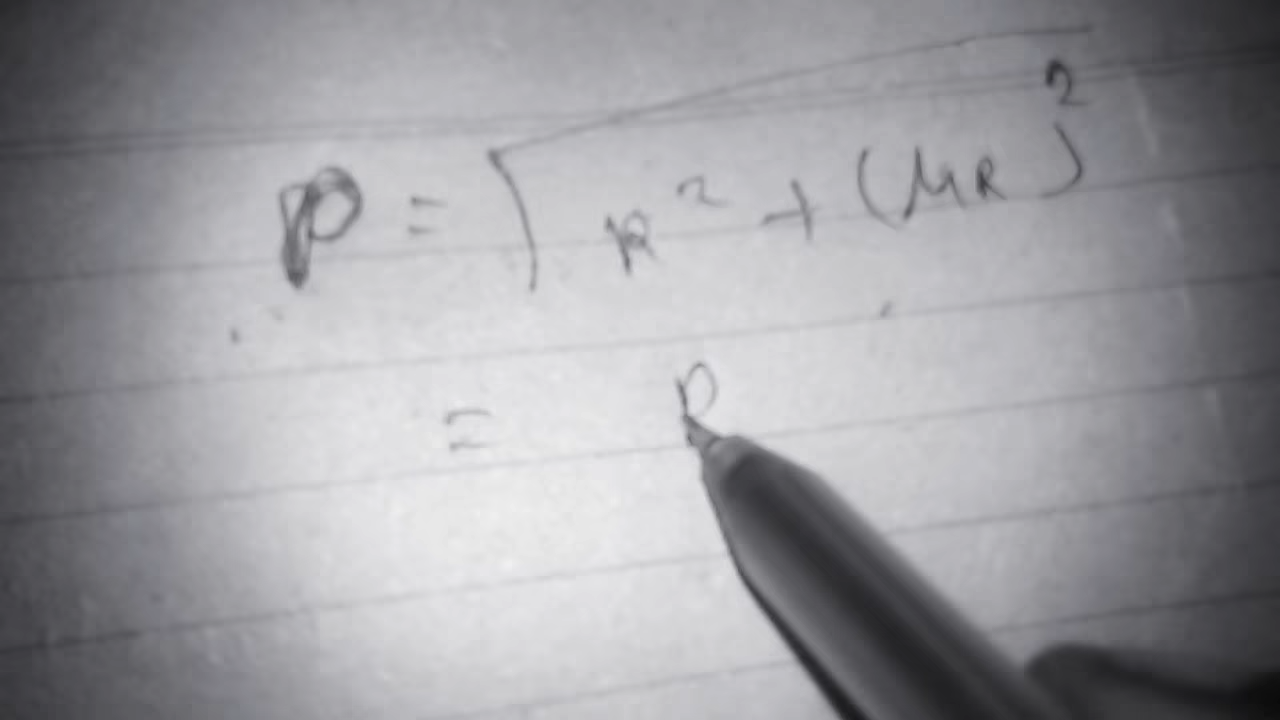 P = √R² + (μR)²
= R